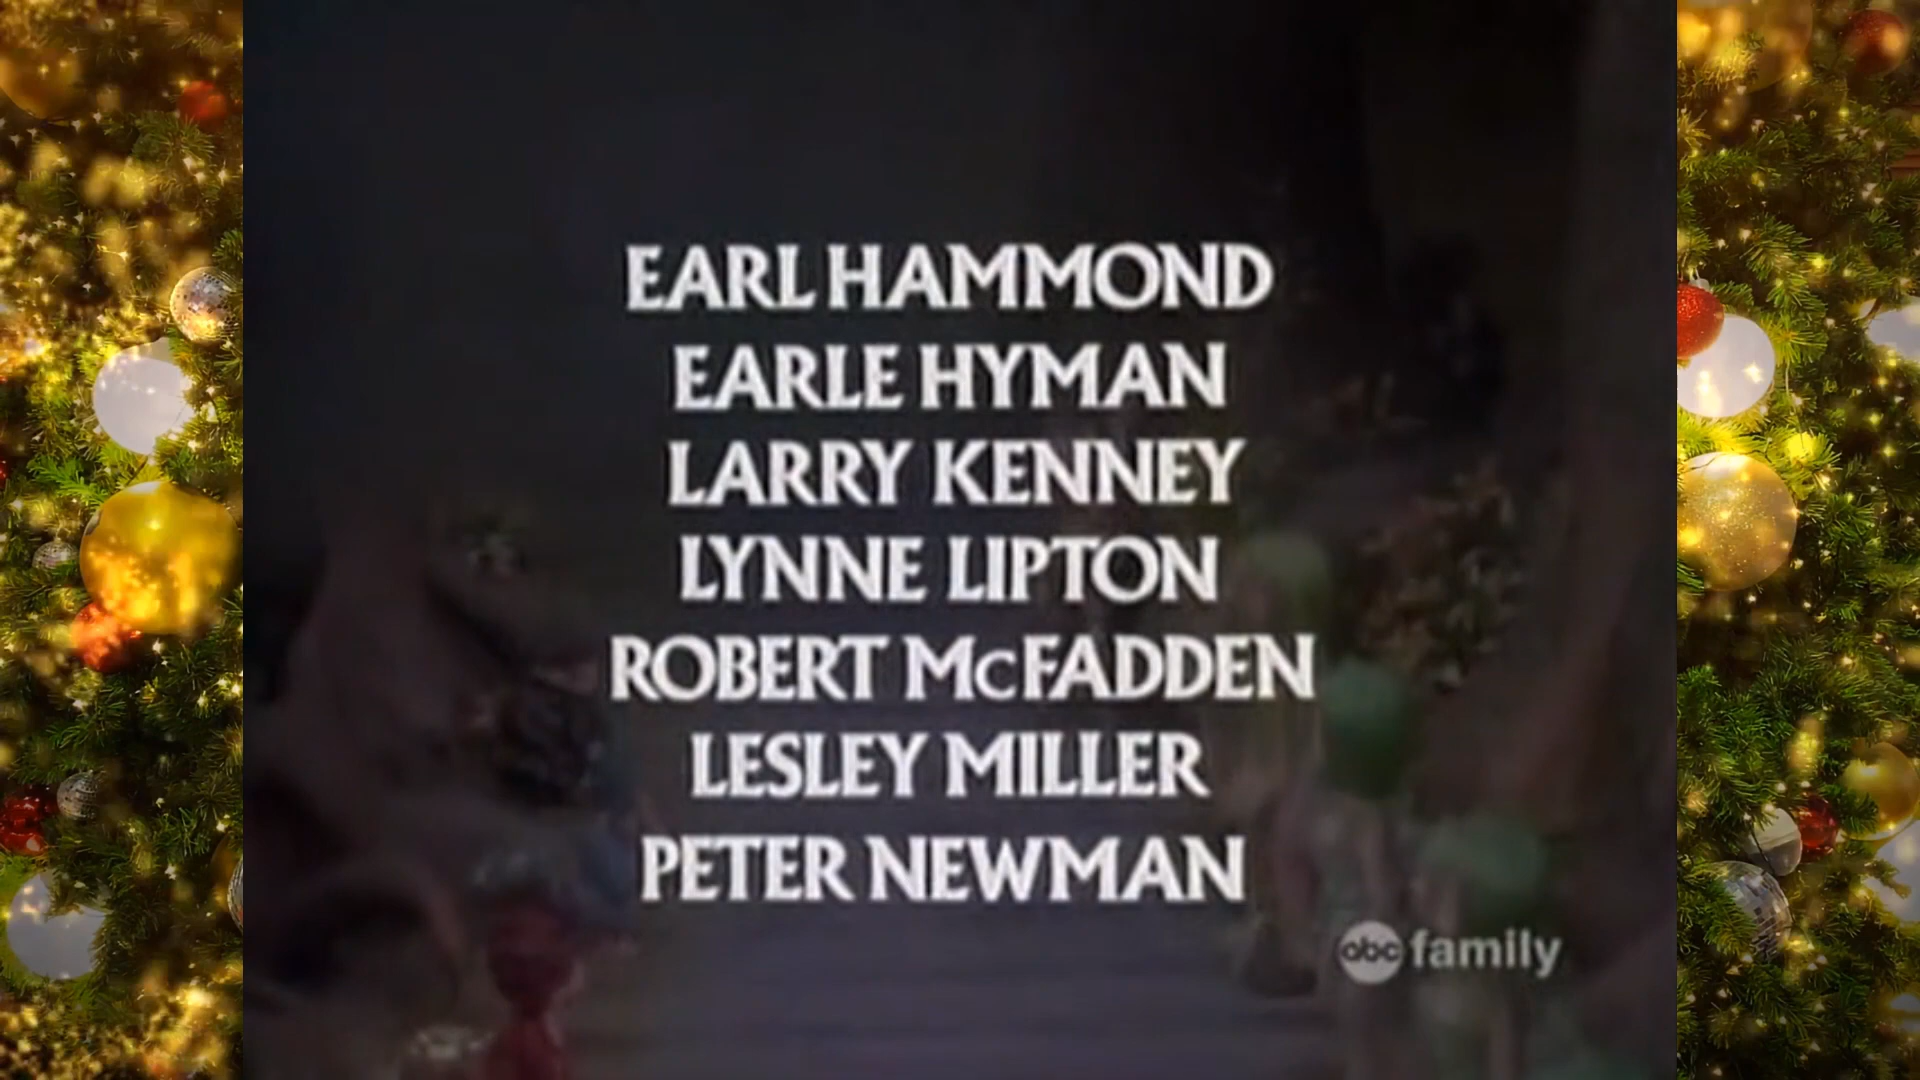 EARL HAMMOND
EARLE HYMAN
LARRY KENNEY
LYNNE LIPTON
ROBERT McFADDEN
LESLEY MILLER
PETER NEWMAN
abc family